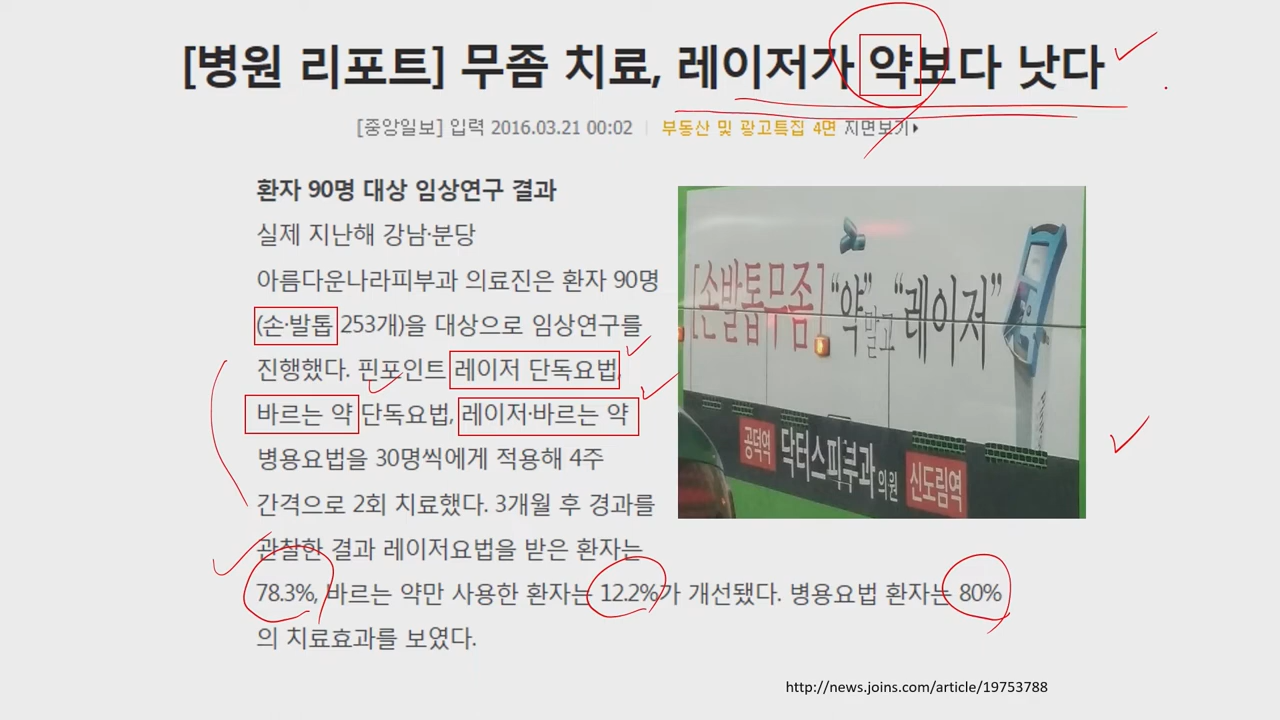 [병원 리포트] 무좀 치료, 레이저가 약보다 낫다
[중앙일보] 입력 2016.03.21 00:02 부동산 및 광고특집 4면 지면보기
환자 90명 대상 임상연구 결과
실제 지난해 강남·분당
아름다운나라피부과 의료진은 환자 90명
(손·발톱 253개)을 대상으로 임상연구를
진행했다. 핀포인트 레이저 단독요법,
바르는 약 단독요법, 레이저·바르는 약
병용요법을 30명씩에게 적용해 4주
간격으로 2회 치료했다. 3개월 후 경과를
관찰한 결과 레이저요법을 받은 환자는
78.3%, 바르는 약만 사용한 환자는 12.2%가 개선됐다. 병용요법 환자는 80%
의 치료효과를 보였다.
[손발톱무좀] “약”말고 “레이저”
공덕역 닥터스피부과의원 신도림역
http://news.joins.com/article/19753788